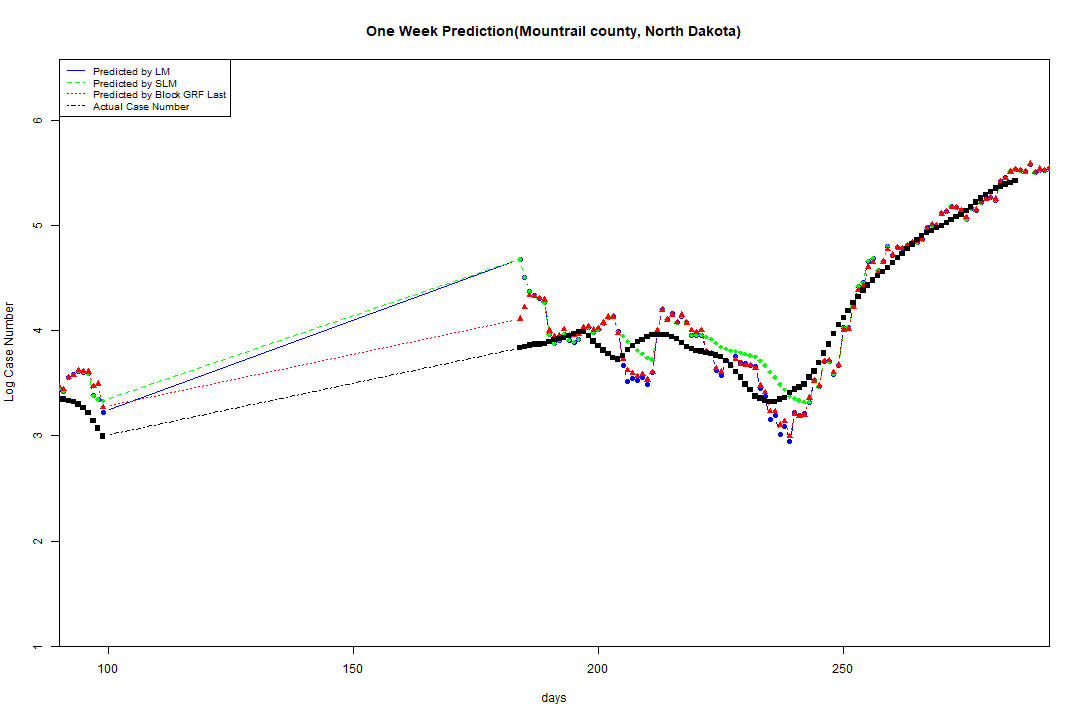 One Week Prediction(Mountrail county, North Dakota)
Predicted by LM
Predicted by SLM
Predicted by Block GRF Last
Actual Case Number
6
5
4
3
2
1
Log Case Number
100 150 200 250
days